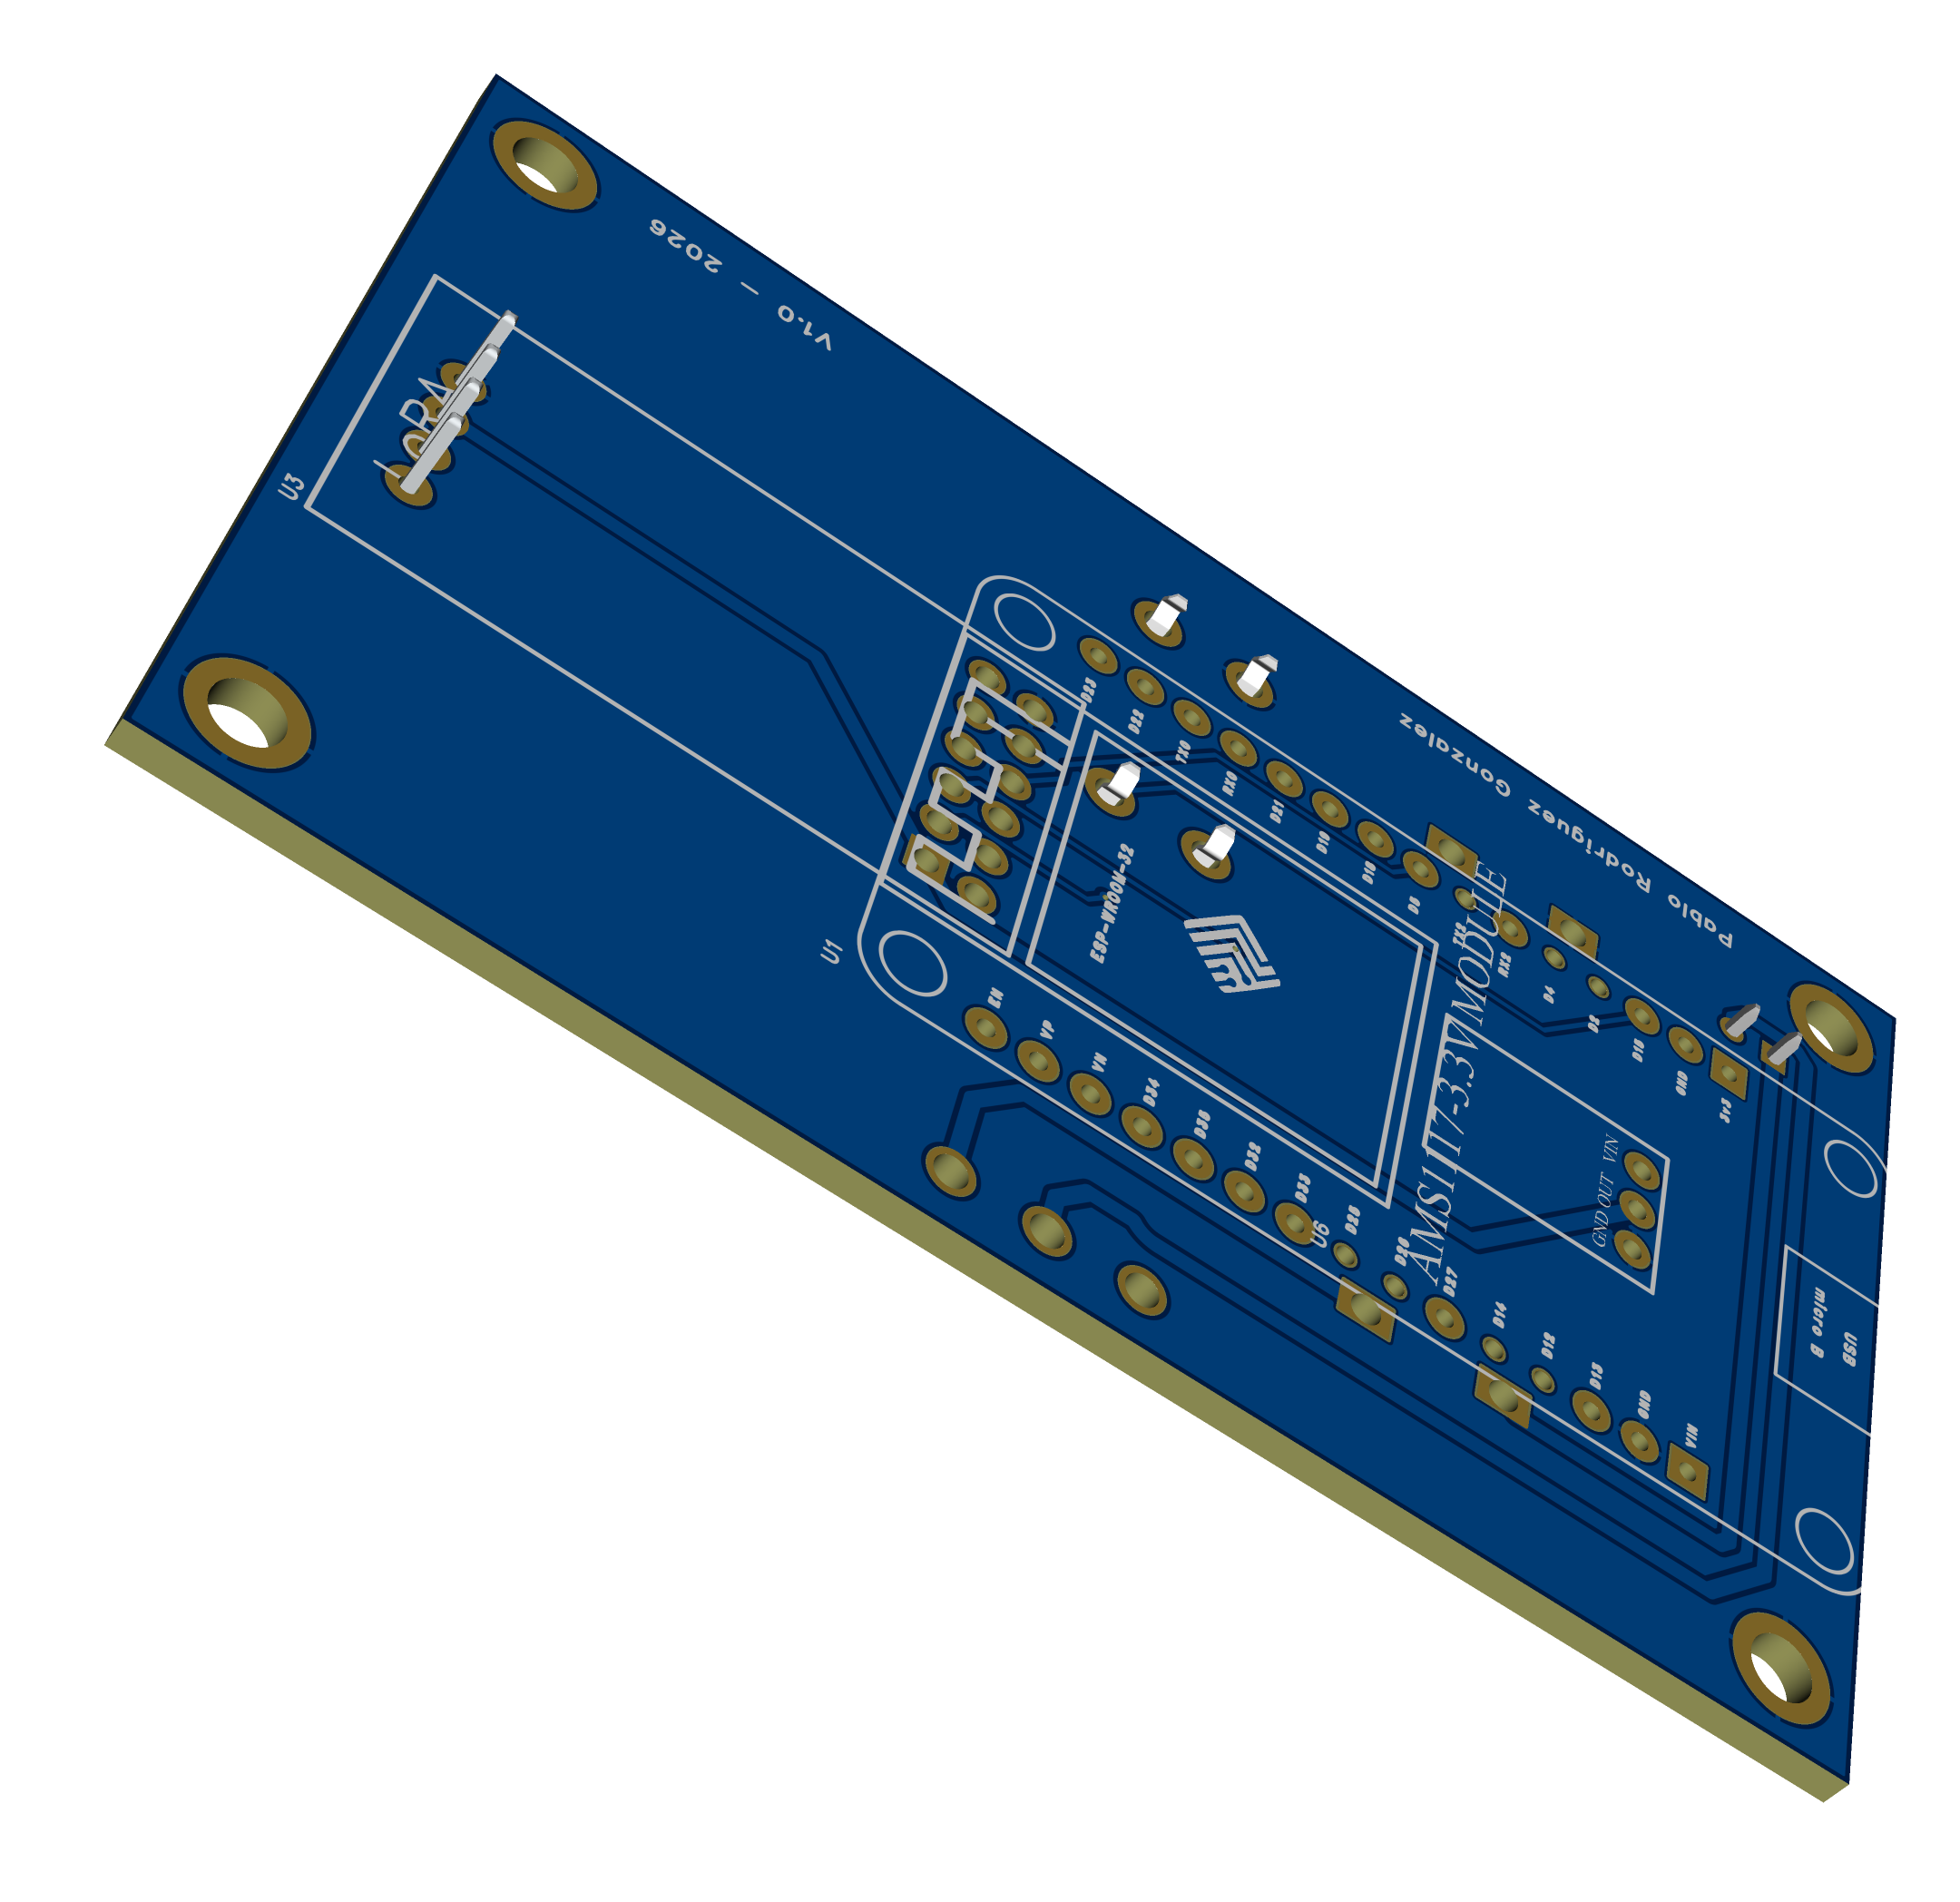 V1.0 — 2026
Pablo Rodriguez Gonzalez
U3
LORA
U1
ESP-WROOM-32
D23
D22
TX0
RX0
D21
D19
D18
D5
TX2
RX2
D4
D2
D15
GND
3V3
EN
VP
VN
D34
D35
D32
D33
D25
D26
D27
D14
D12
D13
GND
VIN
U6
AMS1117-3.3V MODULE
GND OUT VIN
USB
micro B